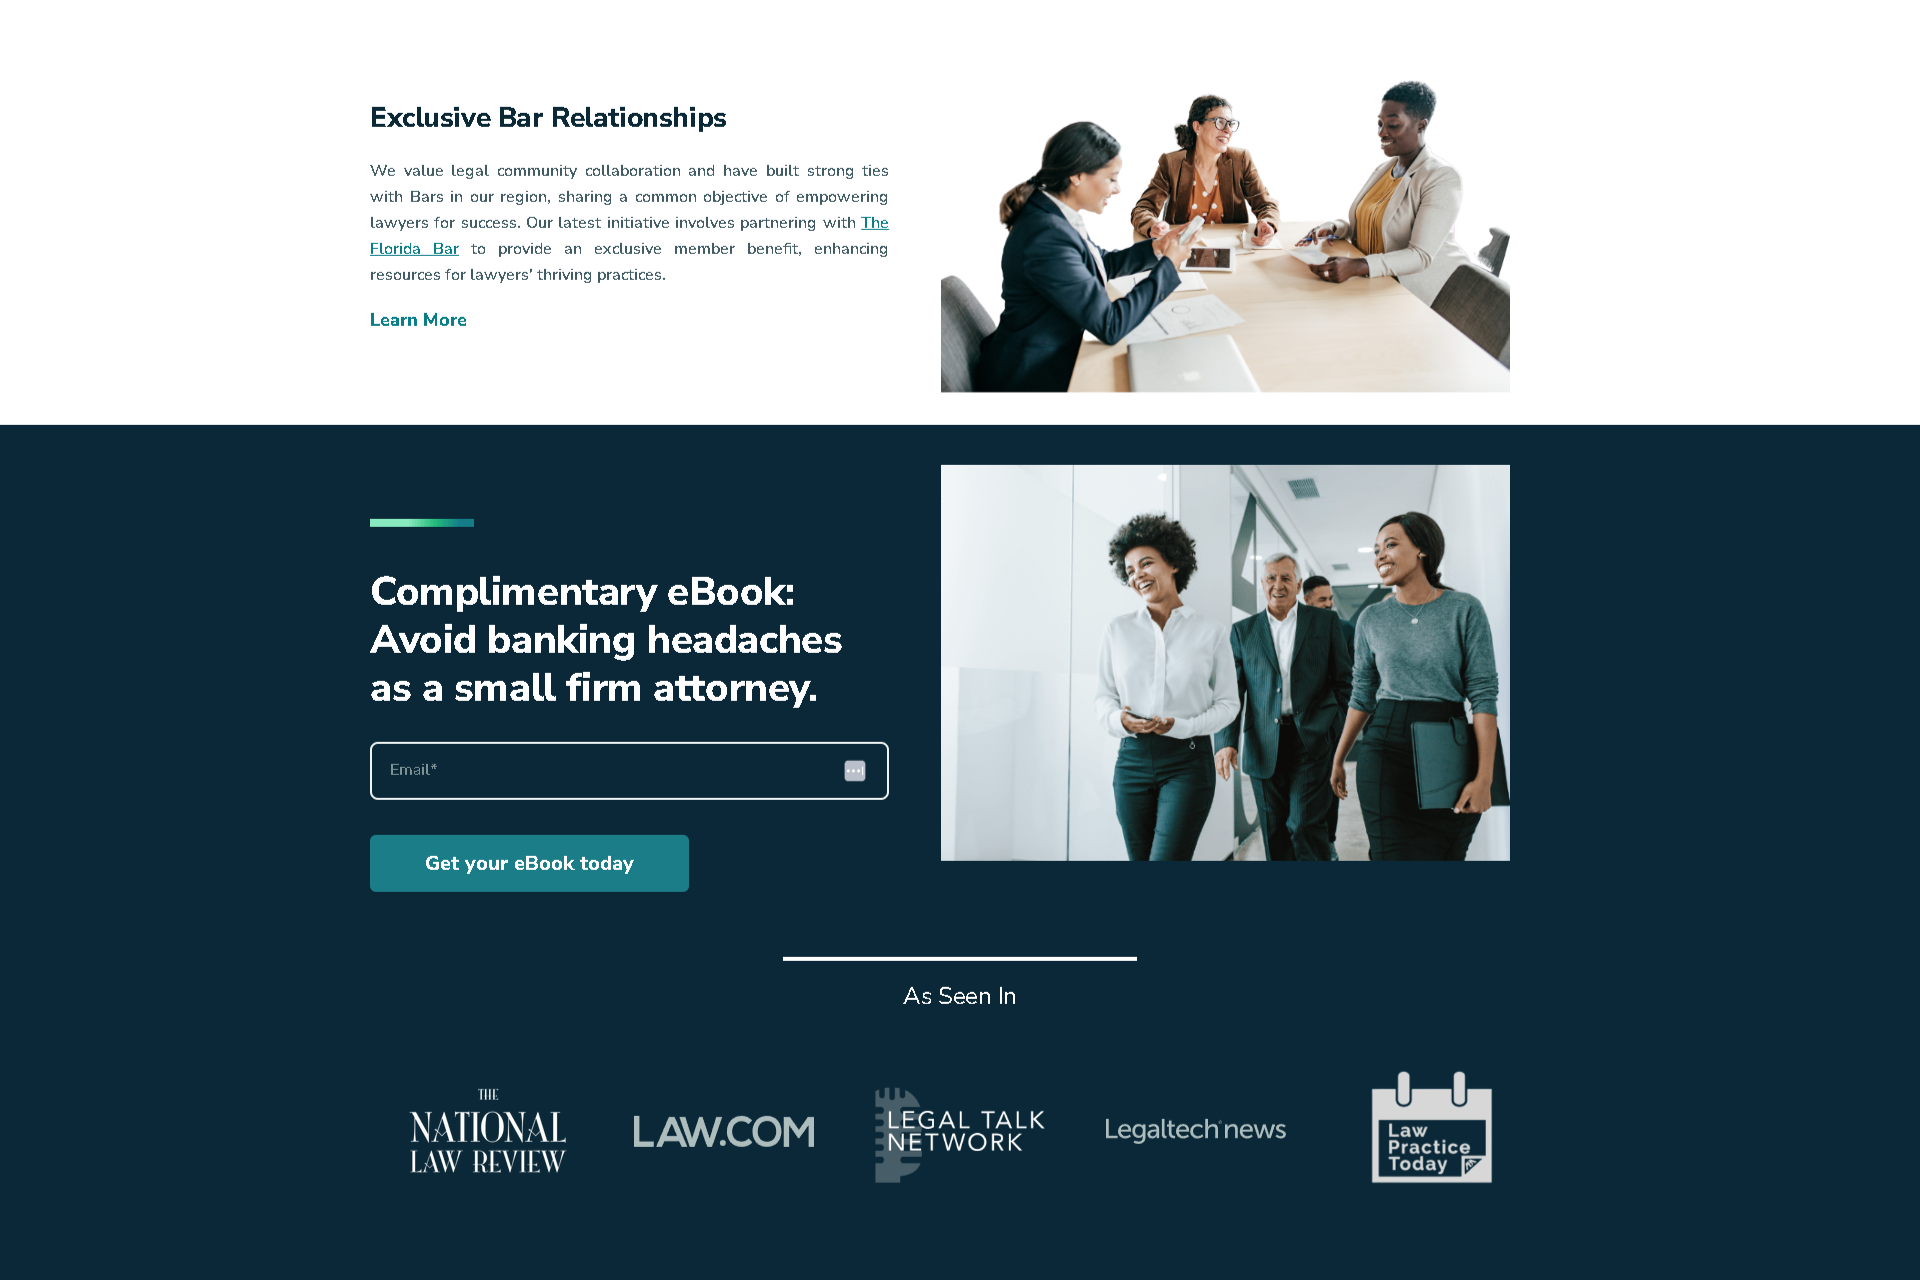 Exclusive Bar Relationships
We value legal community collaboration and have built strong ties
with Bars in our region, sharing a common objective of empowering
lawyers for success. Our latest initiative involves partnering with The
Florida Bar to provide an exclusive member benefit, enhancing
resources for lawyers' thriving practices.
Learn More
Complimentary eBook:
Avoid banking headaches
as a small firm attorney.
Email*
Get your eBook today
As Seen In
THE
NATIONAL
LAW REVIEW
LAW.COM
LEGAL TALK
NETWORK
Legaltech news
Law
Practice
Today